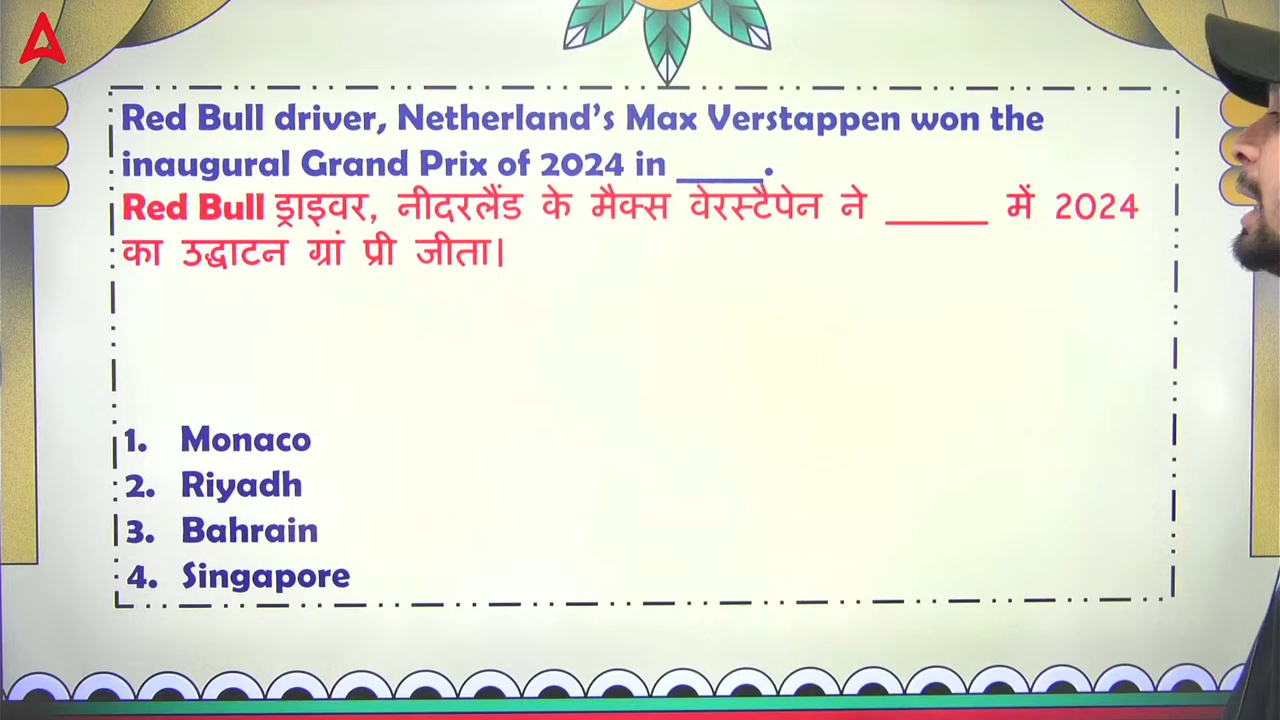 Red Bull driver, Netherland's Max Verstappen won the
inaugural Grand Prix of 2024 in _____.
Red Bull ड्राइवर, नीदरलैंड के मैक्स वेरस्टैपेन ने ______ में 2024
का उद्घाटन ग्रां प्री जीता।
1. Monaco
2. Riyadh
3. Bahrain
4. Singapore